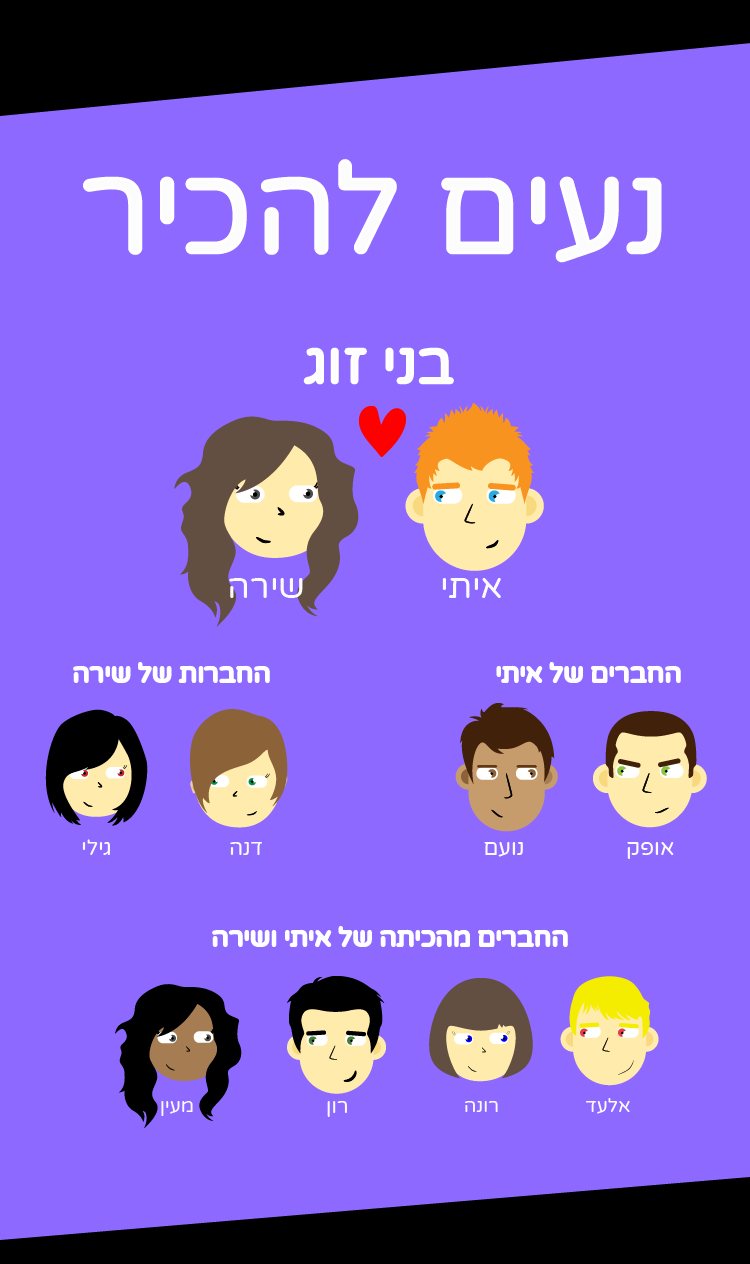 נעים להכיר
בני זוג
איתי
שירה
החברים של איתי
החברות של שירה
אופק
נועם
דנה
גילי
החברים מהכיתה של איתי ושירה
אלעד
רונה
רון
מעין